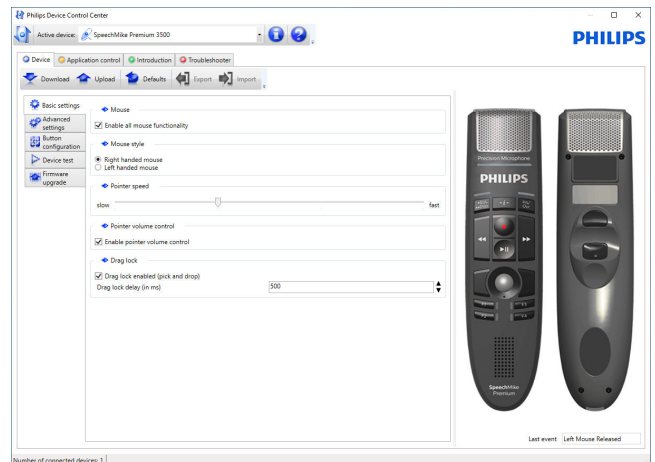 Philips Device Control Center
Active device: SpeechMike Premium 3500
PHILIPS
Device Application control Introduction Troubleshooter
Download Upload Defaults Export Import
Basic settings
Advanced settings
Button configuration
Device test
Firmware upgrade
Mouse
Enable all mouse functionality
Mouse style
Right handed mouse
Left handed mouse
Pointer speed
slow fast
Pointer volume control
Enable pointer volume control
Drag lock
Drag lock enabled (pick and drop)
Drag lock delay (in ms) 500
Precision Microphone
PHILIPS
SpeechMike
Premium
Last event Left Mouse Released
Number of connected devices: 1